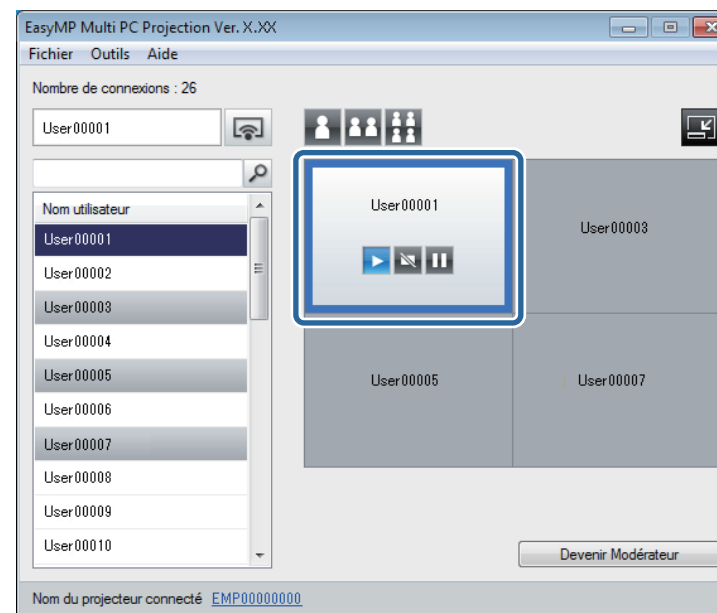 EasyMP Multi PC Projection Ver. X.XX
Fichier Outils Aide
Nombre de connexions : 26
User00001
Nom utilisateur
User00001
User00002
User00003
User00004
User00005
User00006
User00007
User00008
User00009
User00010
User00001
User00003
User00005
User00007
Devenir Modérateur
Nom du projecteur connecté EMP00000000